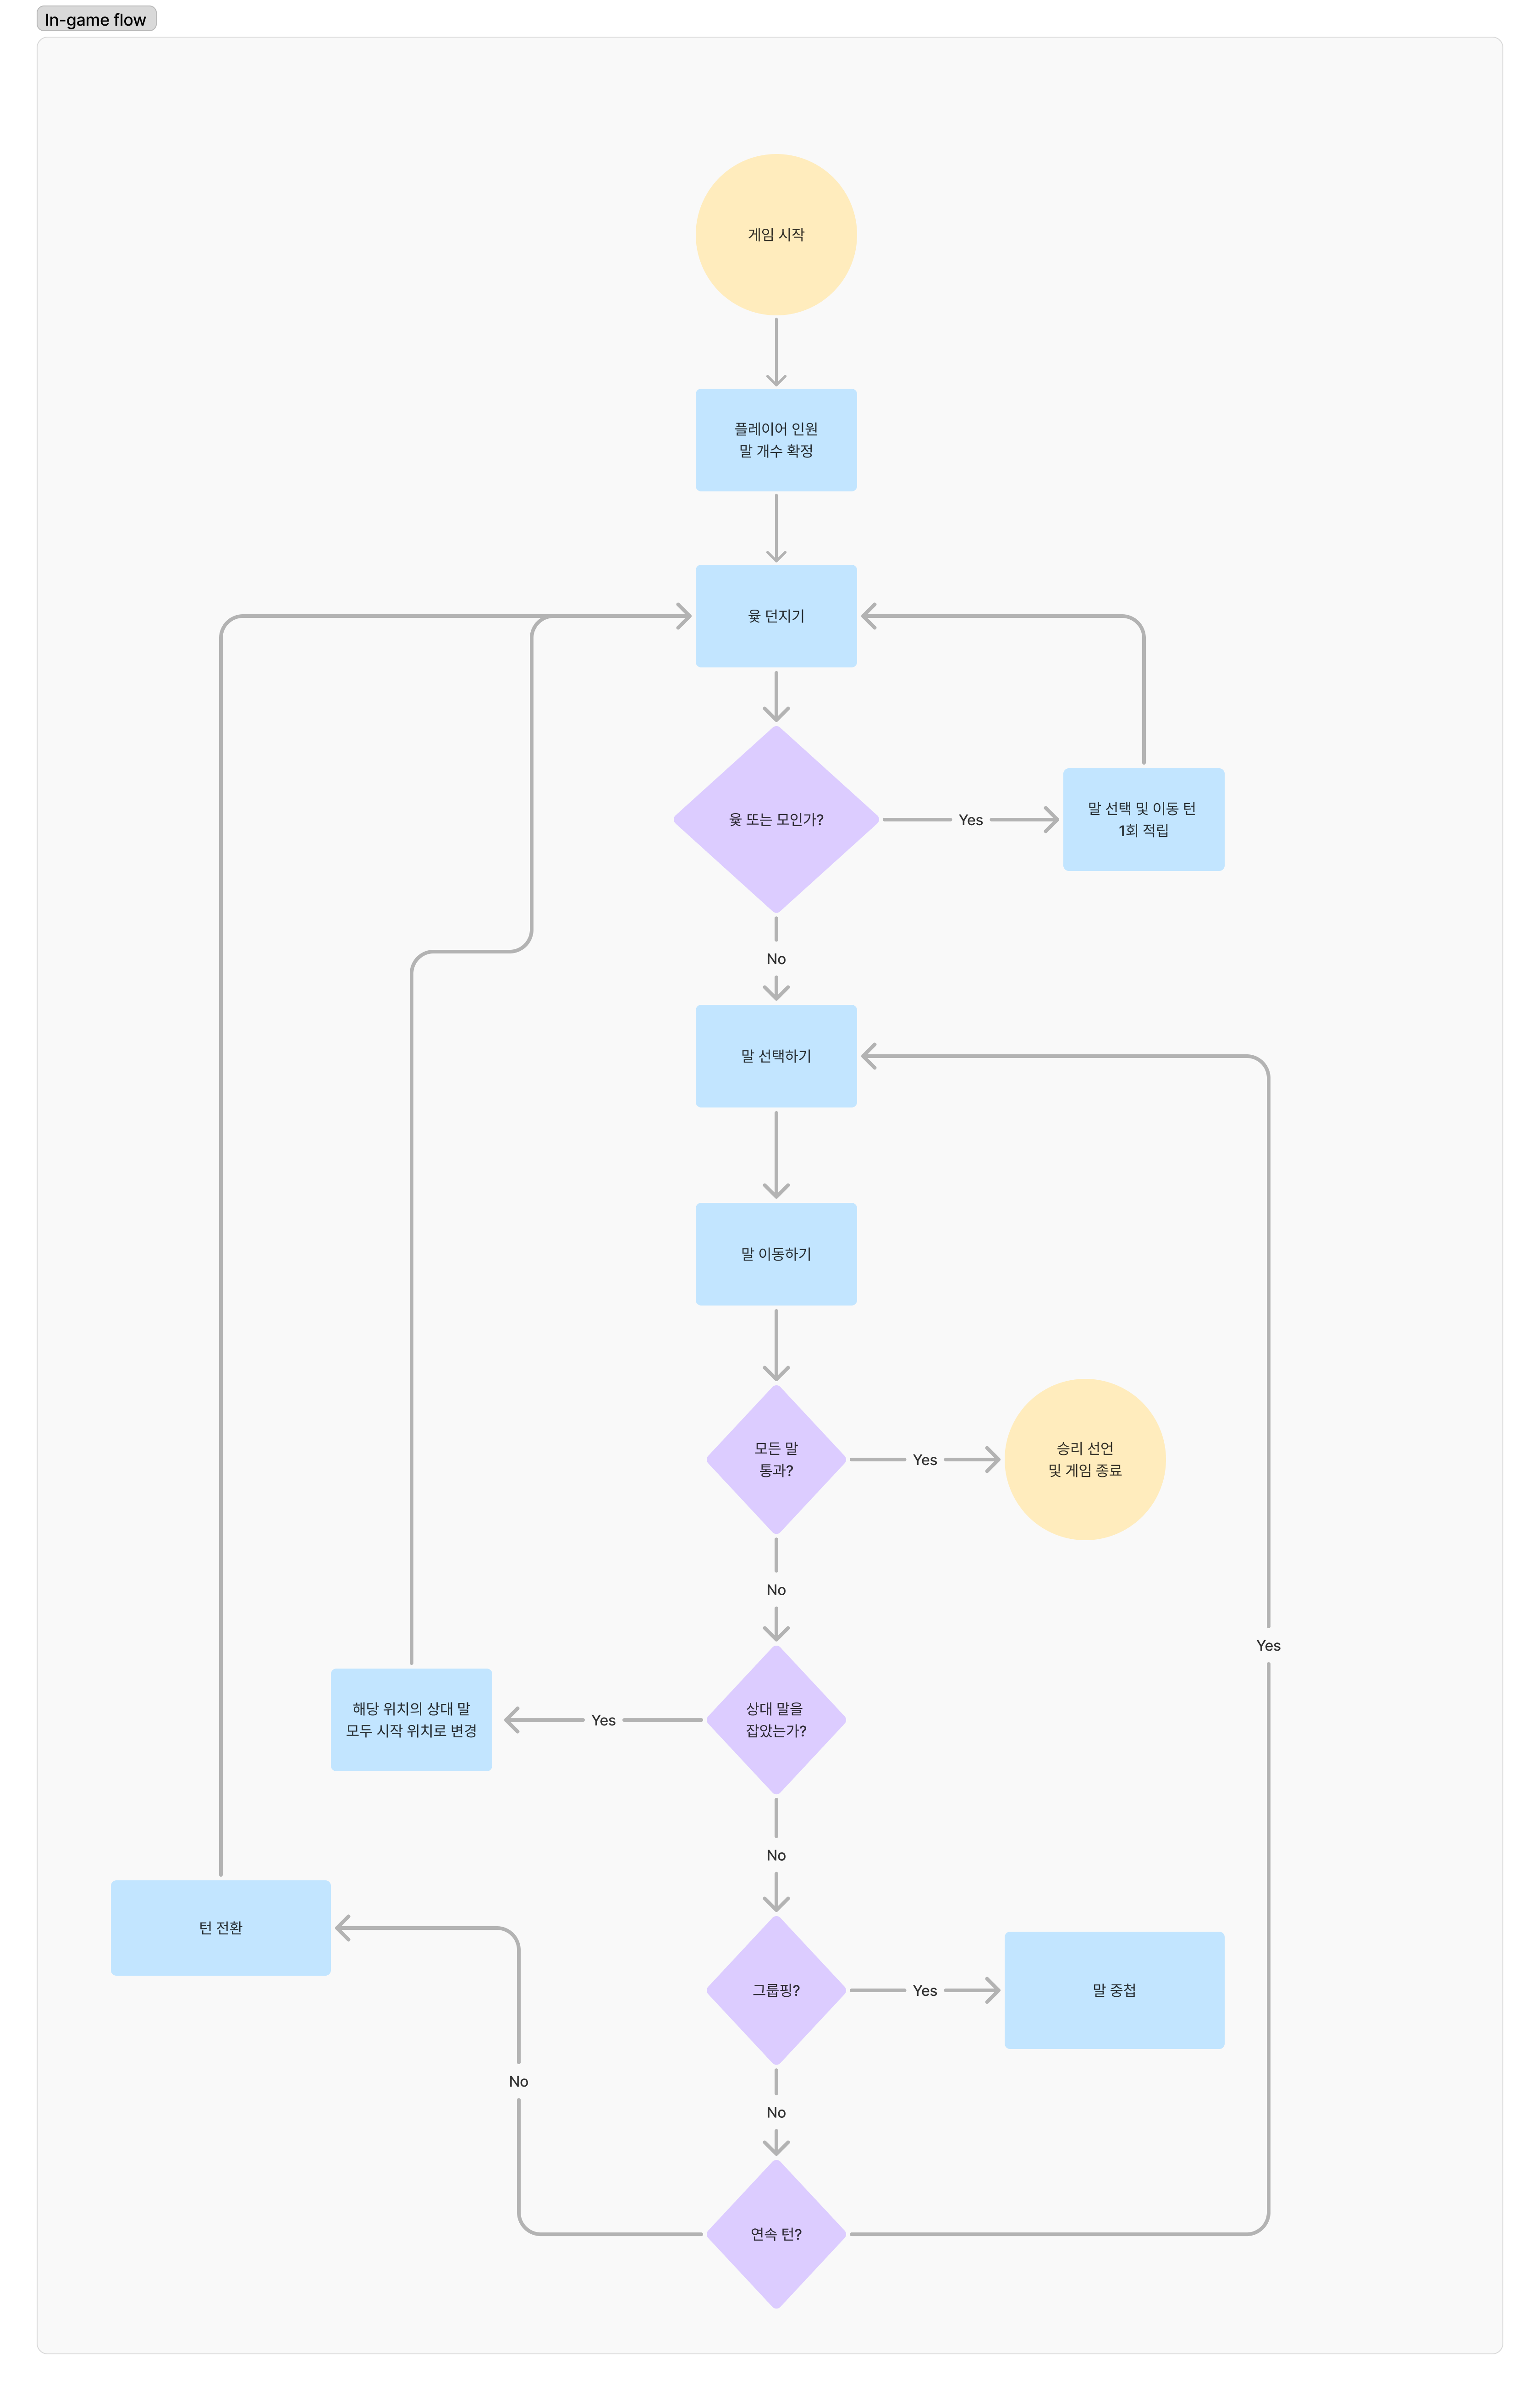 In-game flow
게임 시작
플레이어 인원
말 개수 확정
윷 던지기
윷 또는 모인가?
Yes
말 선택 및 이동 턴
1회 적립
No
말 선택하기
말 이동하기
모든 말
통과?
Yes
승리 선언
및 게임 종료
No
Yes
해당 위치의 상대 말
모두 시작 위치로 변경
Yes
상대 말을
잡았는가?
No
턴 전환
그룹핑?
Yes
말 중첩
No
No
연속 턴?